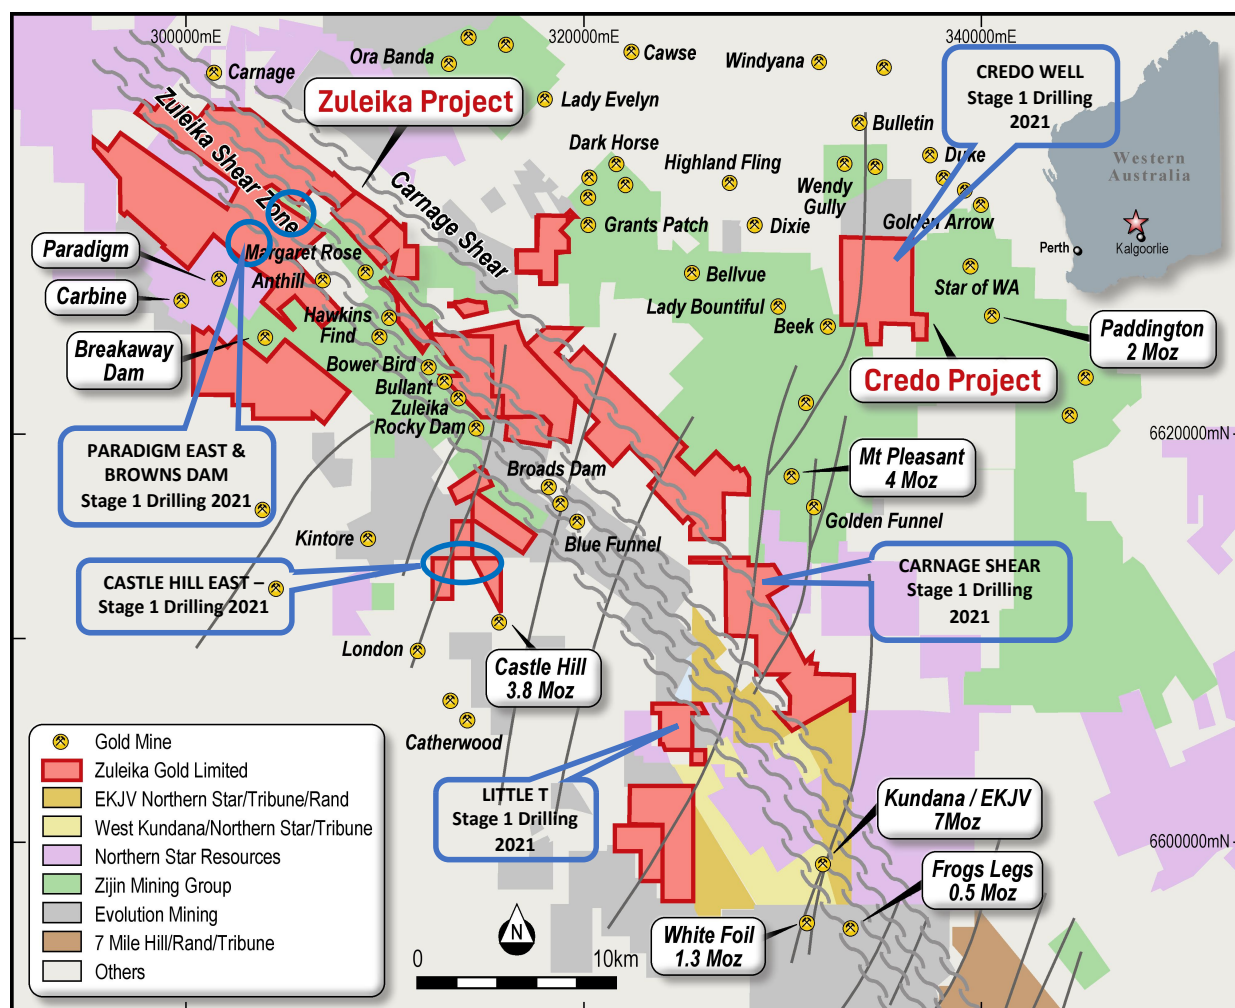 300000mE
320000mE
340000mE
Ora Banda
Cawse
Windyana
Carnage
Zuleika Project
Lady Evelyn
CREDO WELL
Stage 1 Drilling
2021
Western
Australia
Perth
Kalgoorlie
Zuleika Shear Zone
Carnage Shear
Bulletin
Dark Horse
Highland Fling
Duke
Wendy
Gully
Golden Arrow
Grants Patch
Dixie
Paradigm
Margaret Rose
Anthill
Carbine
Bellvue
Star of WA
Lady Bountiful
Beek
Paddington
2 Moz
Hawkins
Find
Breakaway
Dam
Bower Bird
Bullant
Zuleika
Rocky Dam
Credo Project
6620000mN
PARADIGM EAST &
BROWNS DAM
Stage 1 Drilling 2021
Broads Dam
Mt Pleasant
4 Moz
Golden Funnel
Kintore
Blue Funnel
CASTLE HILL EAST –
Stage 1 Drilling 2021
CARNAGE SHEAR
Stage 1 Drilling
2021
London
Castle Hill
3.8 Moz
Catherwood
LITTLE T
Stage 1 Drilling
2021
Kundana / EKJV
7Moz
6600000mN
Frogs Legs
0.5 Moz
White Foil
1.3 Moz
N
0
10km
Gold Mine
Zuleika Gold Limited
EKJV Northern Star/Tribune/Rand
West Kundana/Northern Star/Tribune
Northern Star Resources
Zijin Mining Group
Evolution Mining
7 Mile Hill/Rand/Tribune
Others